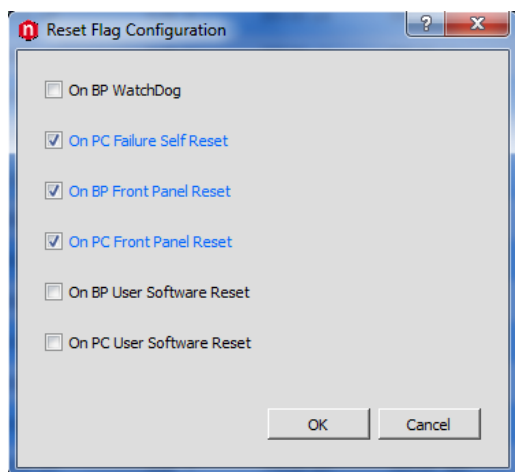 Reset Flag Configuration
On BP WatchDog
On PC Failure Self Reset
On BP Front Panel Reset
On PC Front Panel Reset
On BP User Software Reset
On PC User Software Reset
OK Cancel